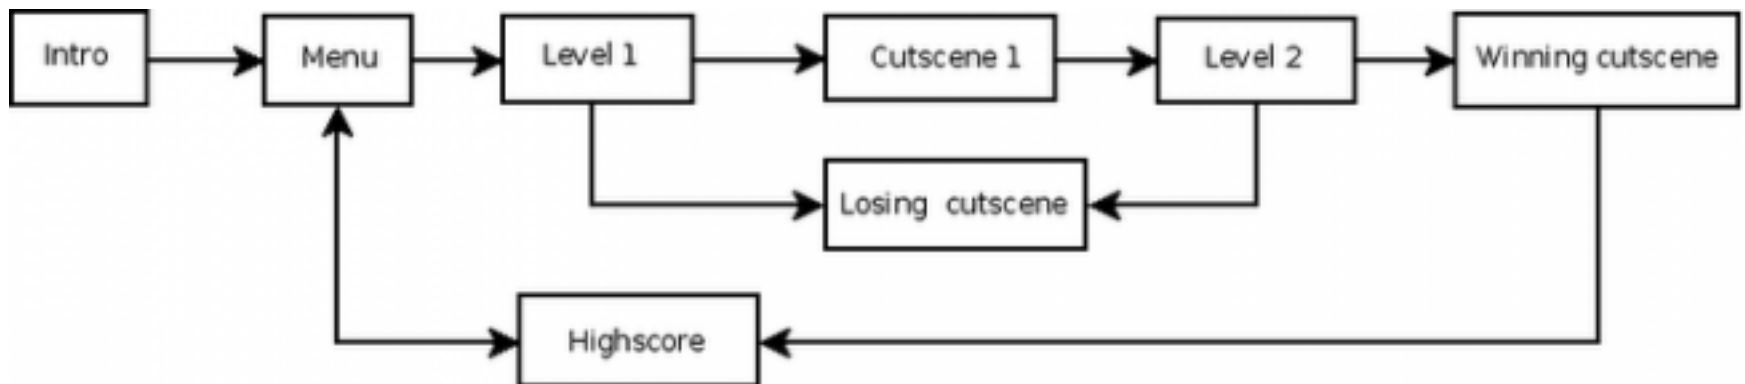 Intro
Menu
Level 1
Cutscene 1
Level 2
Winning cutscene
Losing cutscene
Highscore